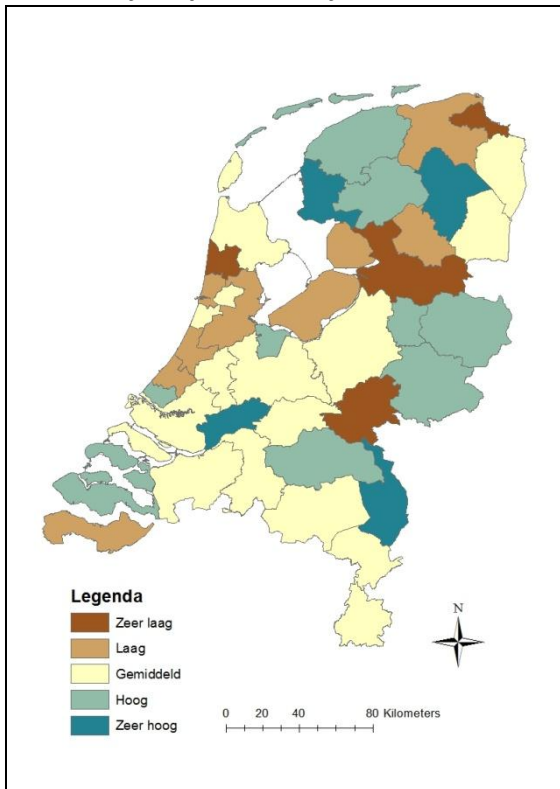 Legenda
Zeer laag
Laag
Gemiddeld
Hoog
Zeer hoog
N
0 20 40 80 Kilometers